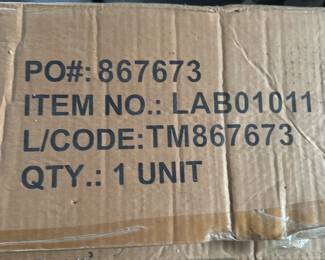 PO#: 867673
ITEM NO.: LAB01011
L/CODE: TM867673
QTY.: 1 UNIT